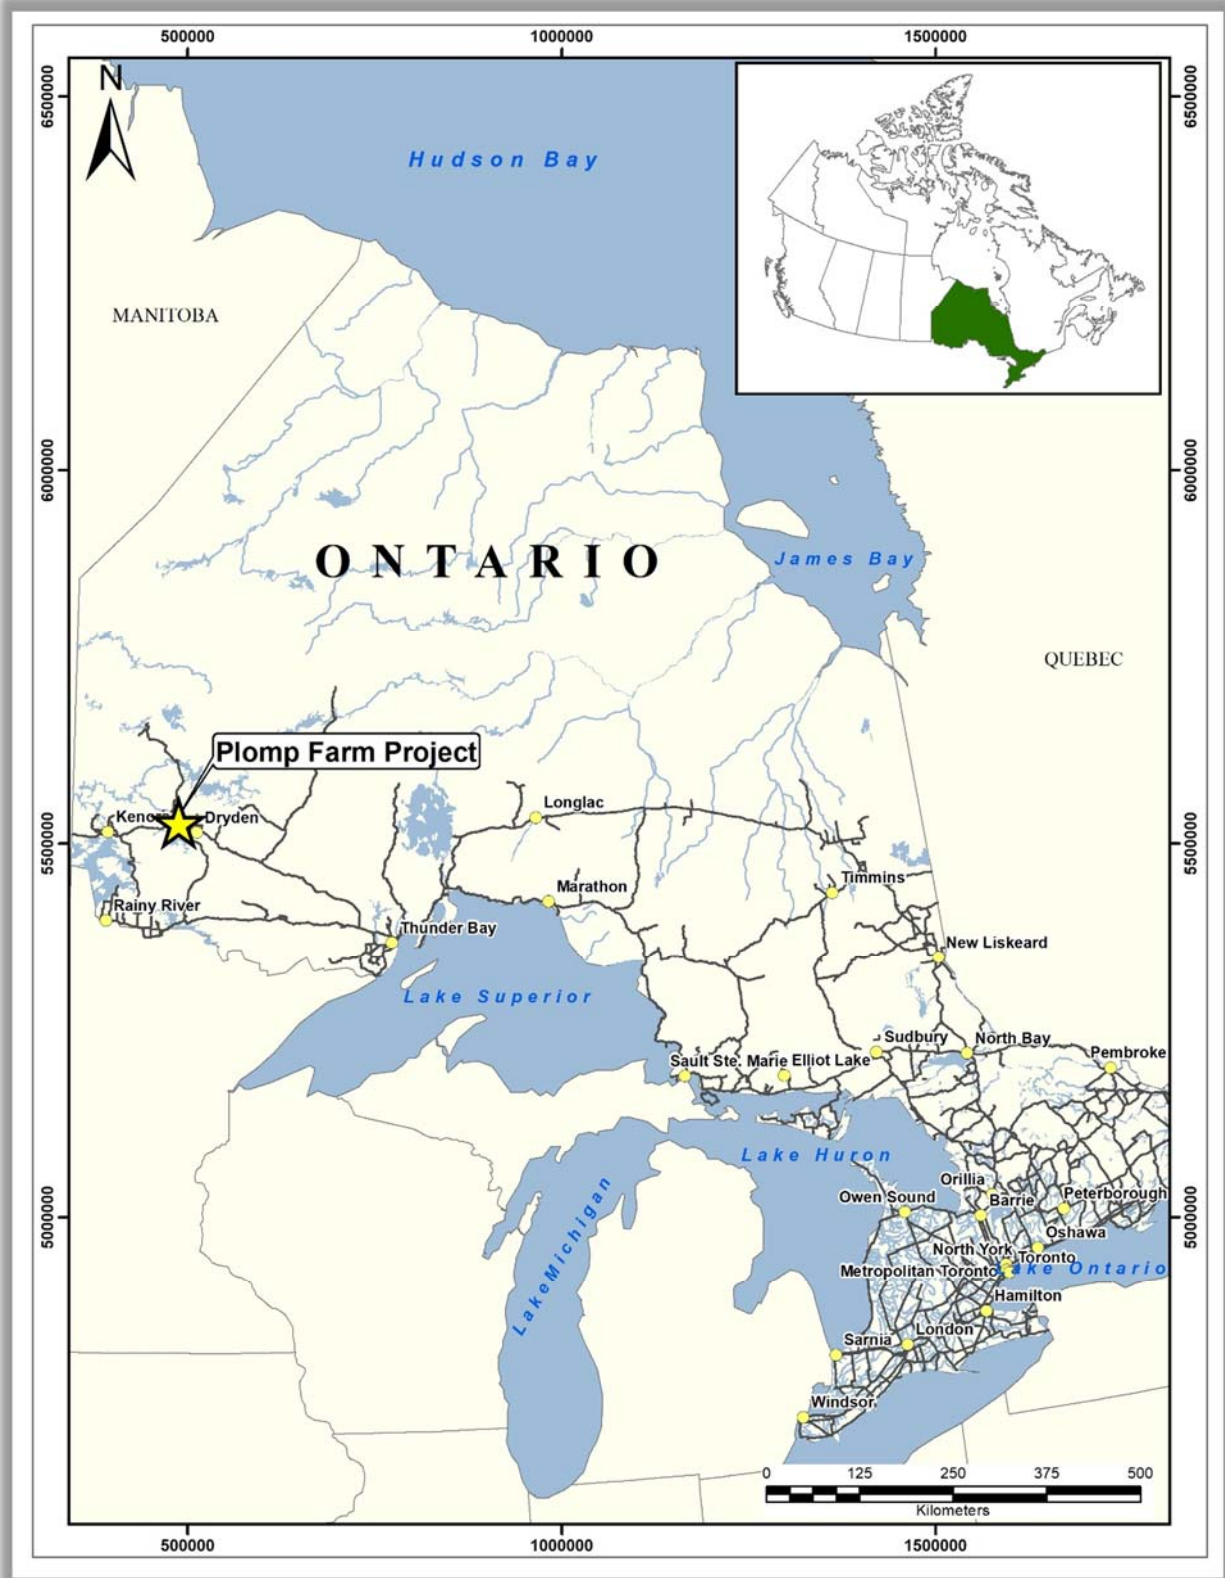 500000
1000000
1500000
6500000
6500000
N
Hudson Bay
MANITOBA
6000000
6000000
ONTARIO
James Bay
QUEBEC
Plomp Farm Project
Kenora
Dryden
Longlac
5500000
5500000
Timmins
Marathon
Rainy River
Thunder Bay
New Liskeard
Lake Superior
Sudbury
North Bay
Pembroke
Sault Ste. Marie
Elliot Lake
Lake Huron
Orillia
Owen Sound
Barrie
Peterborough
5000000
5000000
Lake Michigan
Oshawa
North York
Toronto
Metropolitan Toronto
Lake Ontario
Hamilton
London
Sarnia
Windsor
0 125 250 375 500
Kilometers
500000
1000000
1500000